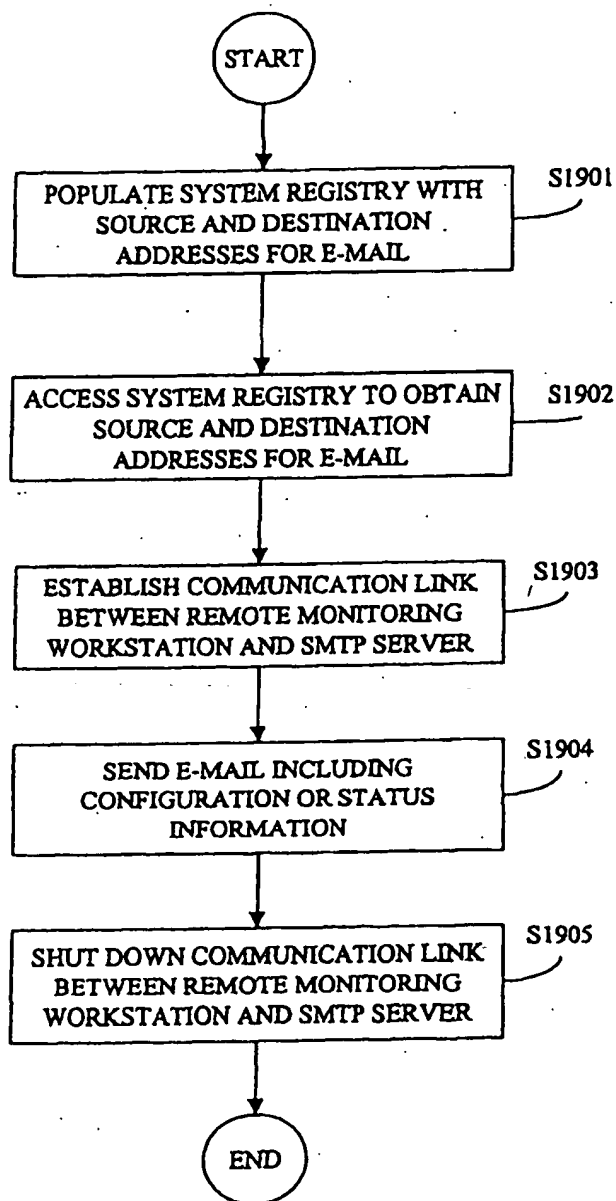 START
S1901
POPULATE SYSTEM REGISTRY WITH
SOURCE AND DESTINATION
ADDRESSES FOR E-MAIL
S1902
ACCESS SYSTEM REGISTRY TO OBTAIN
SOURCE AND DESTINATION
ADDRESSES FOR E-MAIL
S1903
ESTABLISH COMMUNICATION LINK
BETWEEN REMOTE MONITORING
WORKSTATION AND SMTP SERVER
S1904
SEND E-MAIL INCLUDING
CONFIGURATION OR STATUS
INFORMATION
S1905
SHUT DOWN COMMUNICATION LINK
BETWEEN REMOTE MONITORING
WORKSTATION AND SMTP SERVER
END